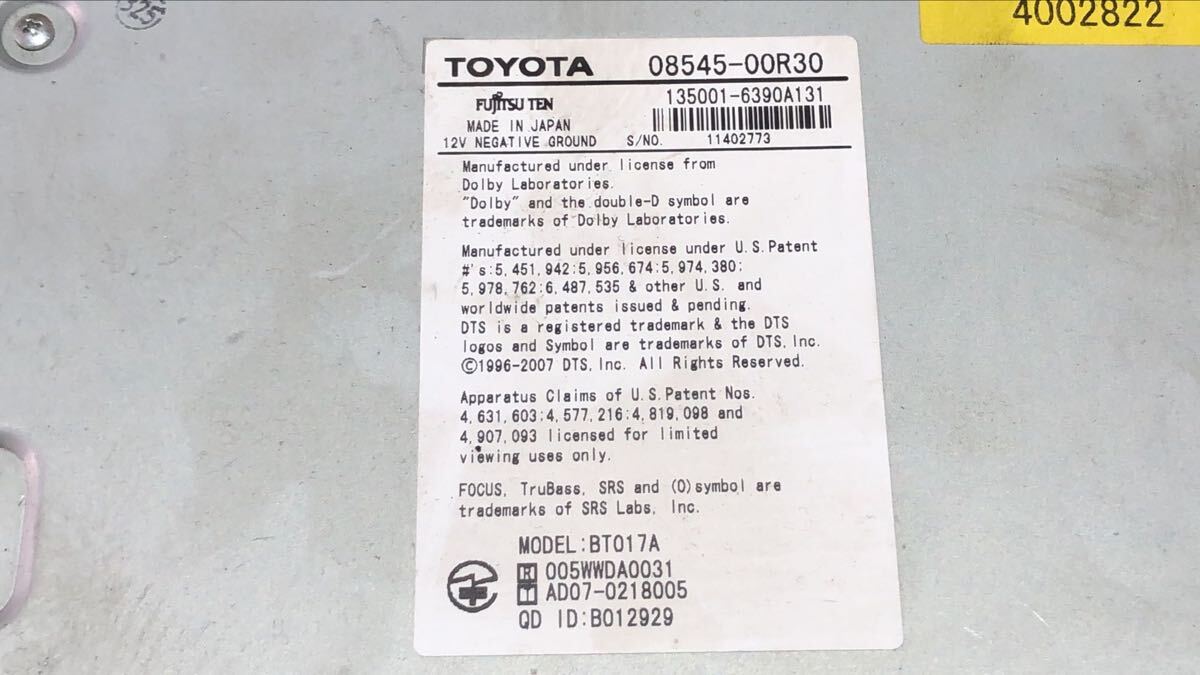 325
4002822
TOYOTA 08545-00R30
FUJITSU TEN 135001-6390A131
MADE IN JAPAN
12V NEGATIVE GROUND S/NO. 11402773
Manufactured under license from
Dolby Laboratories.
"Dolby" and the double-D symbol are
trademarks of Dolby Laboratories.
Manufactured under license under U.S.Patent
#'s:5,451,942;5,956,674;5,974,380;
5,978,762;6,487,535 & other U.S. and
worldwide patents issued & pending.
DTS is a registered trademark & the DTS
logos and Symbol are trademarks of DTS, Inc.
©1996-2007 DTS, Inc. All Rights Reserved.
Apparatus Claims of U.S.Patent Nos.
4,631,603;4,577,216;4,819,098 and
4,907,093 licensed for limited
viewing uses only.
FOCUS, TruBass, SRS and (O)symbol are
trademarks of SRS Labs, Inc.
MODEL:BT017A
R 005WWDA0031
T AD07-0218005
QD ID:B012929